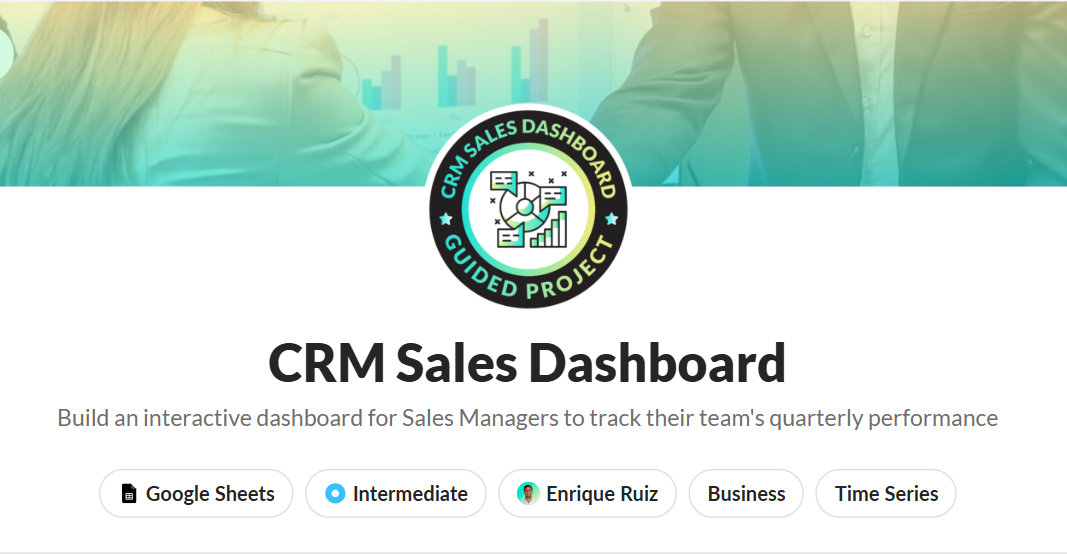 CRM SALES DASHBOARD
GUIDED PROJECT
CRM Sales Dashboard
Build an interactive dashboard for Sales Managers to track their team's quarterly performance
Google Sheets
Intermediate
Enrique Ruiz
Business
Time Series